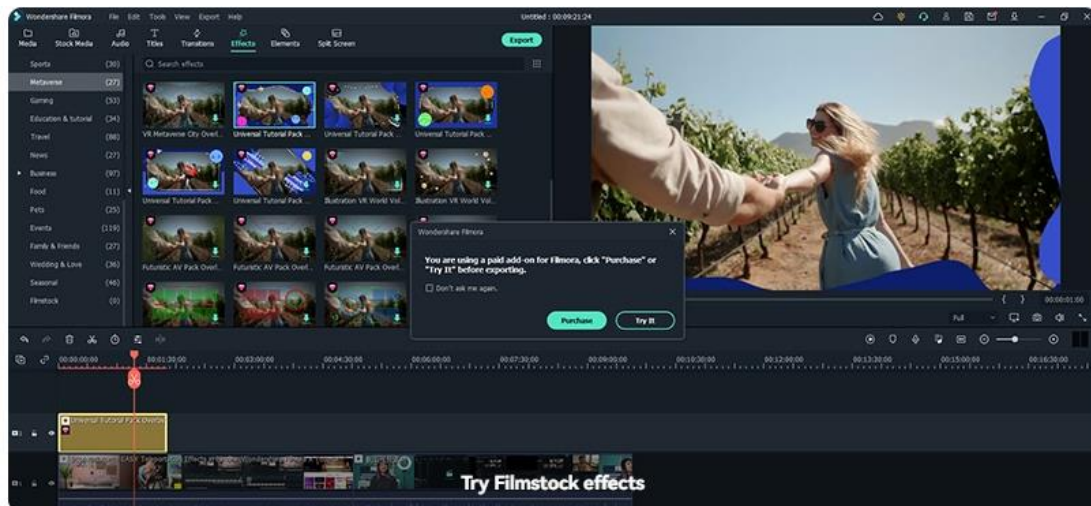 Wondershare Filmora File Edit Tools View Export Help Untitled : 00:09:21:24
Media Stock Media Audio Titles Transitions Effects Elements Split Screen Export
Sports (30) Search effects
Metaverse (27)
Gaming (53)
Education & tutorial (34)
Travel (88)
News (27)
Business (97)
Food (11)
Pets (25)
Events (119)
Family & Friends (27)
Wedding & Love (36)
Seasonal (46)
Filmstock (0)
VR Metaverse City Overl... Universal Tutorial Pack ... Universal Tutorial Pack ... Universal Tutorial Pack ...
Universal Tutorial Pack ... Universal Tutorial Pack ... Illustration VR World Vol... Illustration VR World Vol...
Futuristic AV Pack Overl... Futuristic AV Pack Overl... Futuristic AV Pack Overl...
Wondershare Filmora
You are using a paid add-on for Filmora, click "Purchase" or
"Try It" before exporting.
Don't ask me again.
Purchase Try It
{ } 00:00:01:00
Full
00:00:00:00 00:01:30:00 00:03:00:00 00:04:30:00 00:06:00:00 00:07:30:00 00:09:00:00 00:10:30:00 00:12:00:00 00:13:30:00 00:15:00:00 00:16:30:00
Universal Tutorial Pack Overlay
Try Filmstock effects